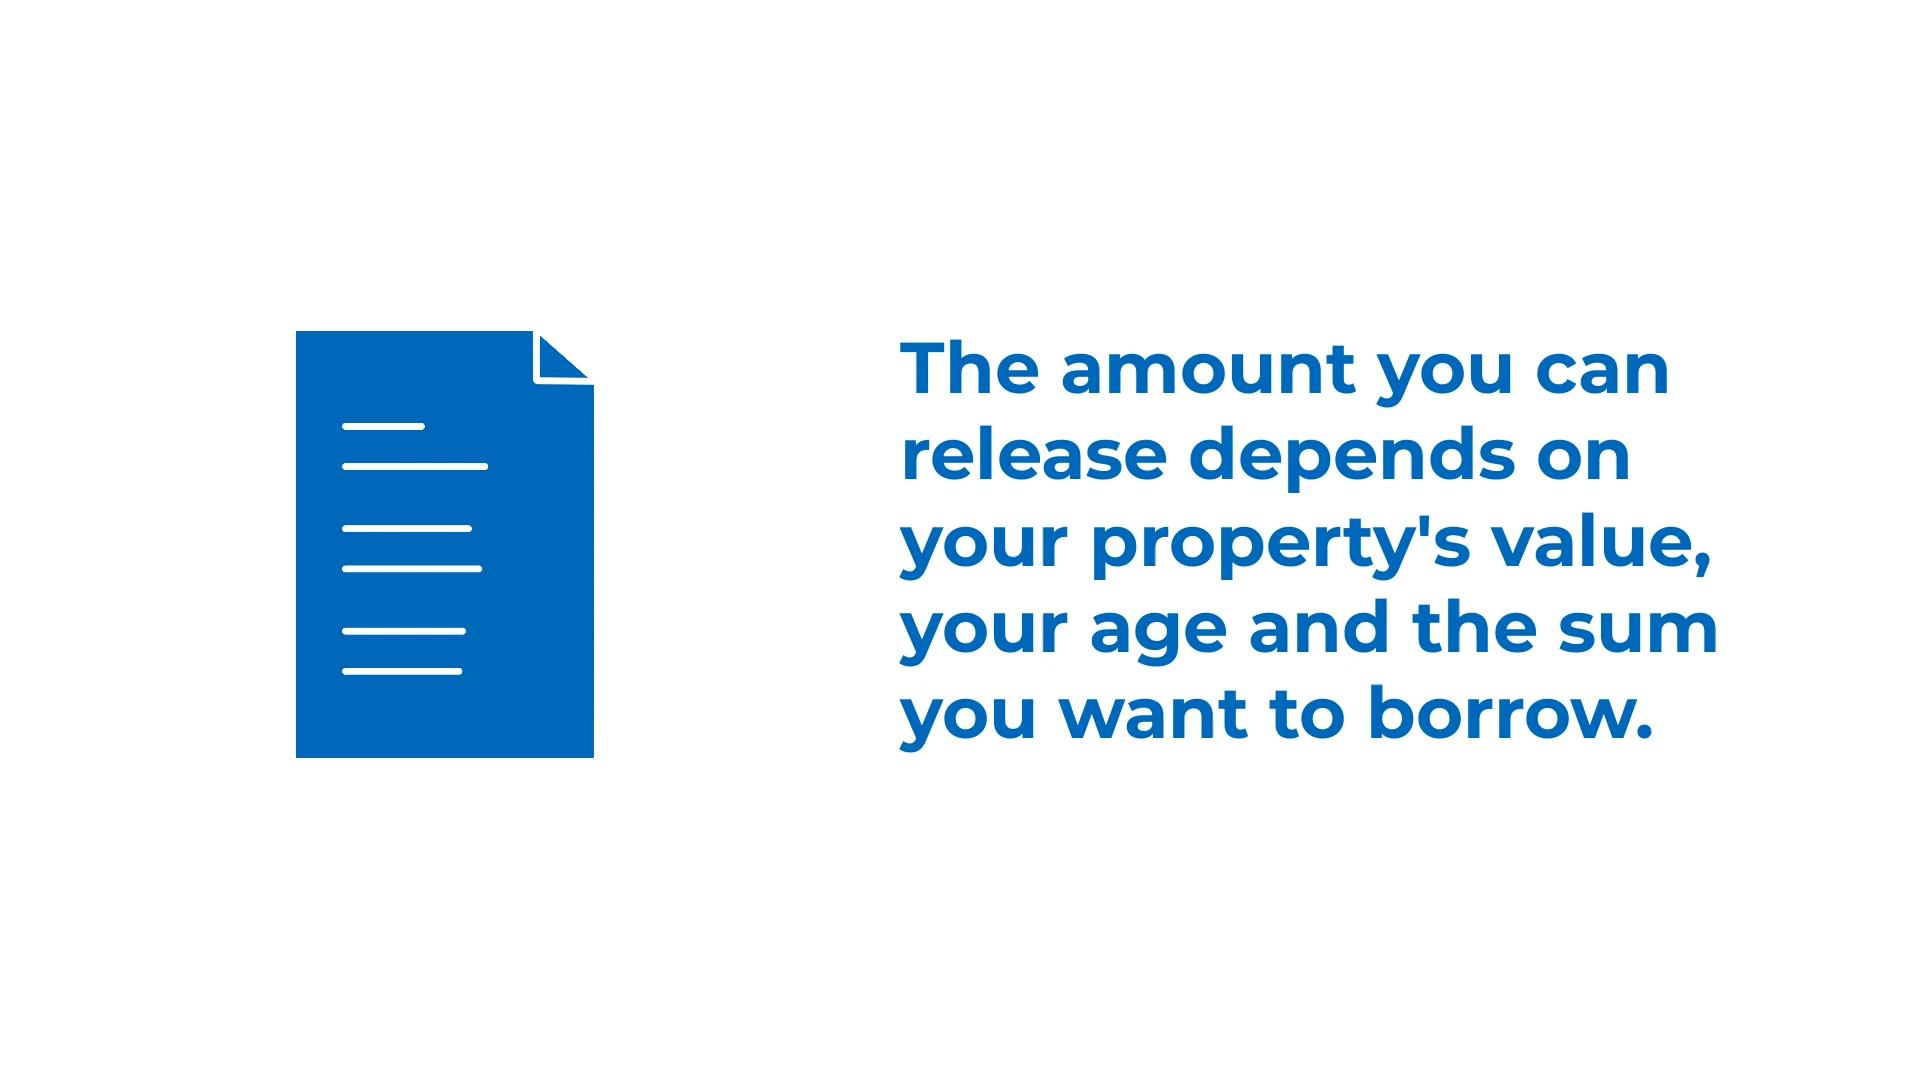 The amount you can
release depends on
your property's value,
your age and the sum
you want to borrow.